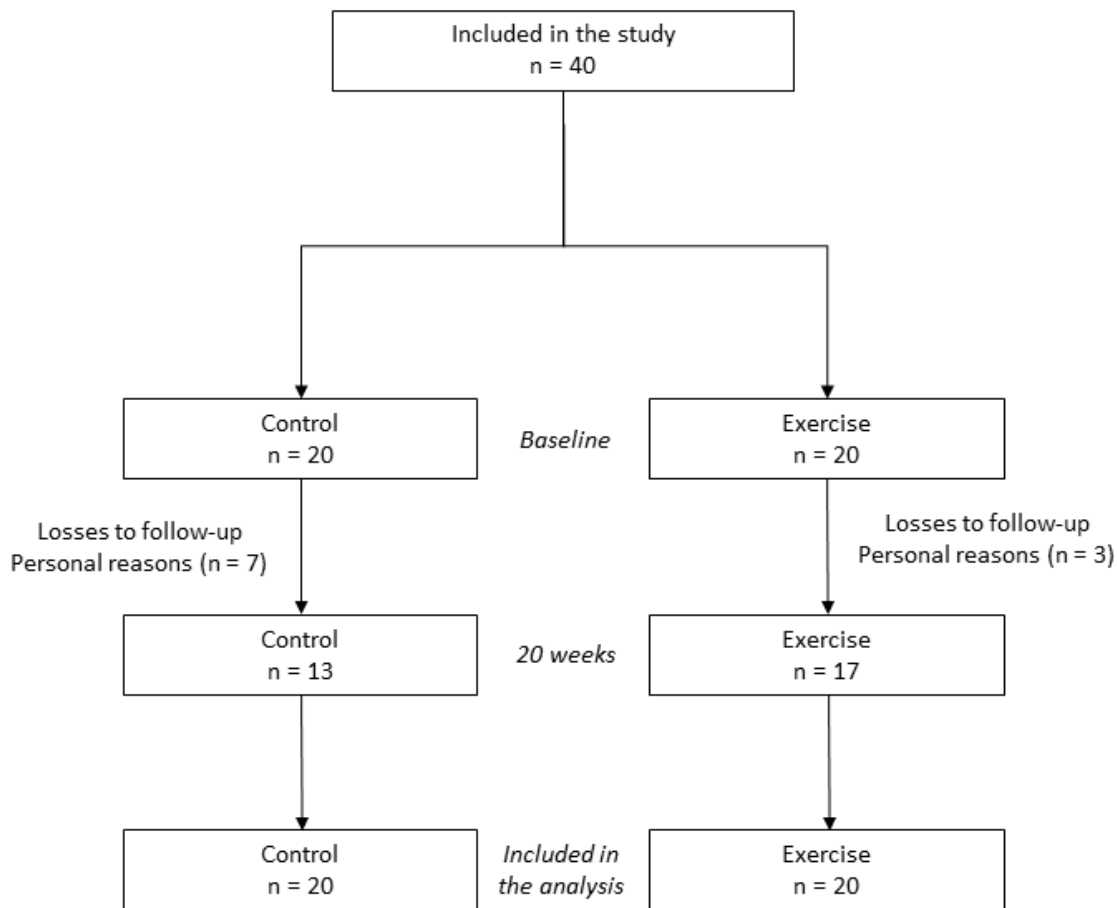 Included in the study
n = 40
Control
n = 20
Baseline
Exercise
n = 20
Losses to follow-up
Personal reasons (n = 7)
Losses to follow-up
Personal reasons (n = 3)
Control
n = 13
20 weeks
Exercise
n = 17
Control
n = 20
Included in
the analysis
Exercise
n = 20